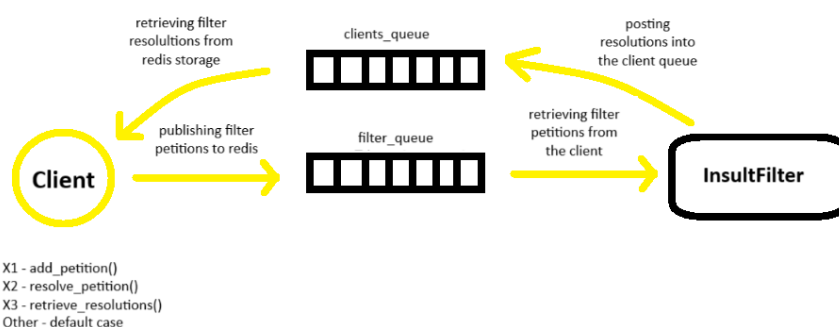 retrieving filter
resolultions from
redis storage
clients_queue
posting
resolutions into
the client queue
publishing filter
petitions to redis
filter_queue
retrieving filter
petitions from
the client
Client
InsultFilter
X1 - add_petition()
X2 - resolve_petition()
X3 - retrieve_resolutions()
Other - default case